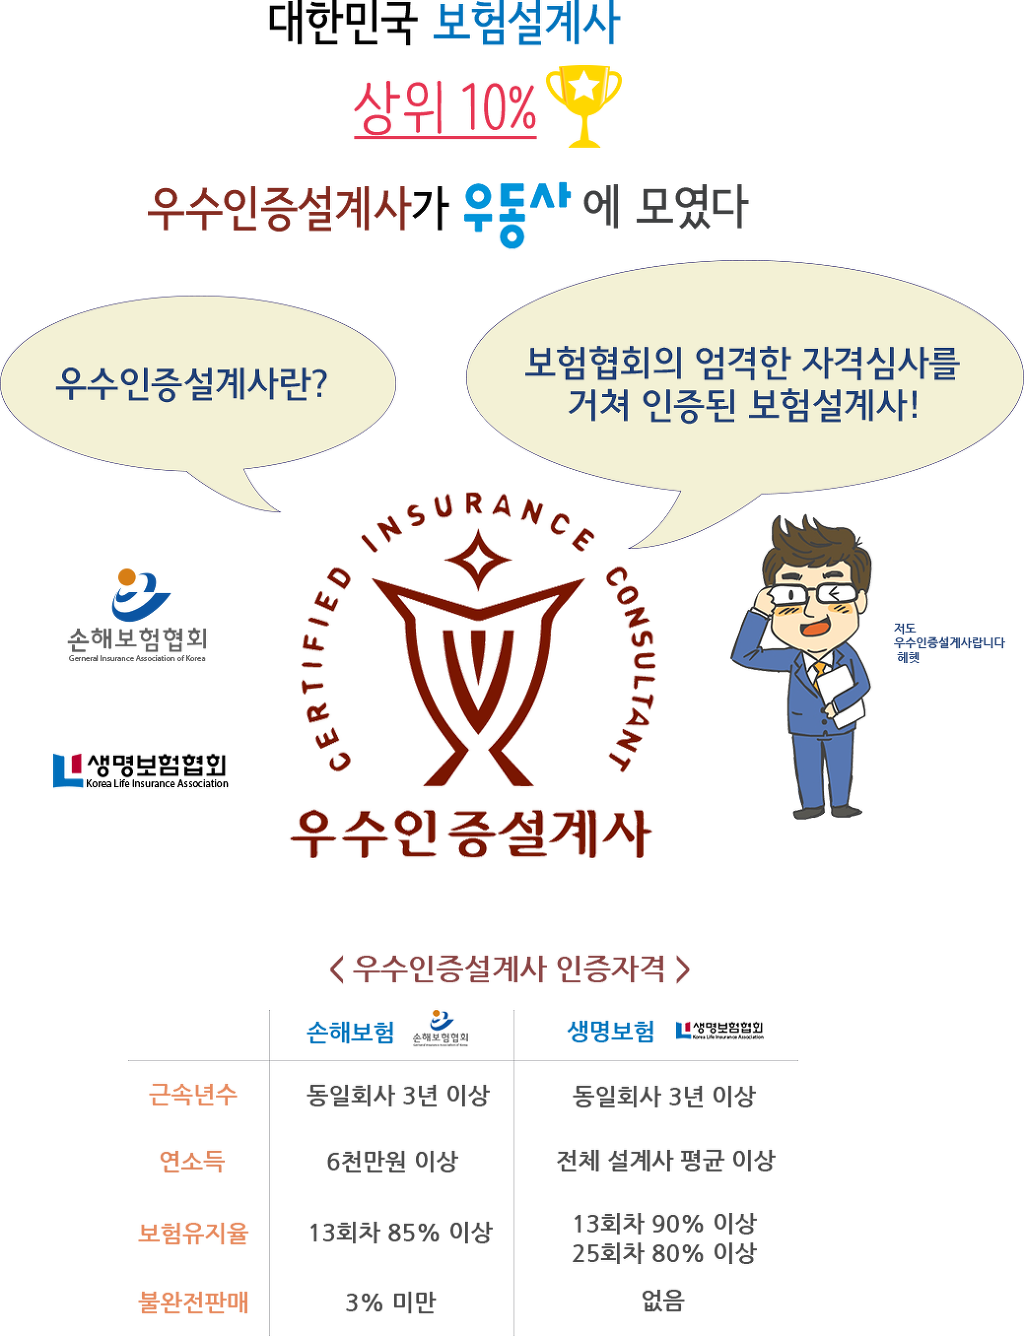 대한민국 보험설계사
상위 10%
우수인증설계사가 우동사 에 모였다
우수인증설계사란?
보험협회의 엄격한 자격심사를
거쳐 인증된 보험설계사!
CERTIFIED INSURANCE CONSULTANT
우수인증설계사
손해보험협회
Gerneral Insurance Association of Korea
생명보험협회
Korea Life Insurance Association
저도
우수인증설계사랍니다
헤헷
< 우수인증설계사 인증자격 >
손해보험 손해보험협회 생명보험 생명보험협회
Gerneral Insurance Association of Korea Korea Life Insurance Association
근속년수 동일회사 3년 이상 동일회사 3년 이상
연소득 6천만원 이상 전체 설계사 평균 이상
보험유지율 13회차 85% 이상 13회차 90% 이상
25회차 80% 이상
불완전판매 3% 미만 없음